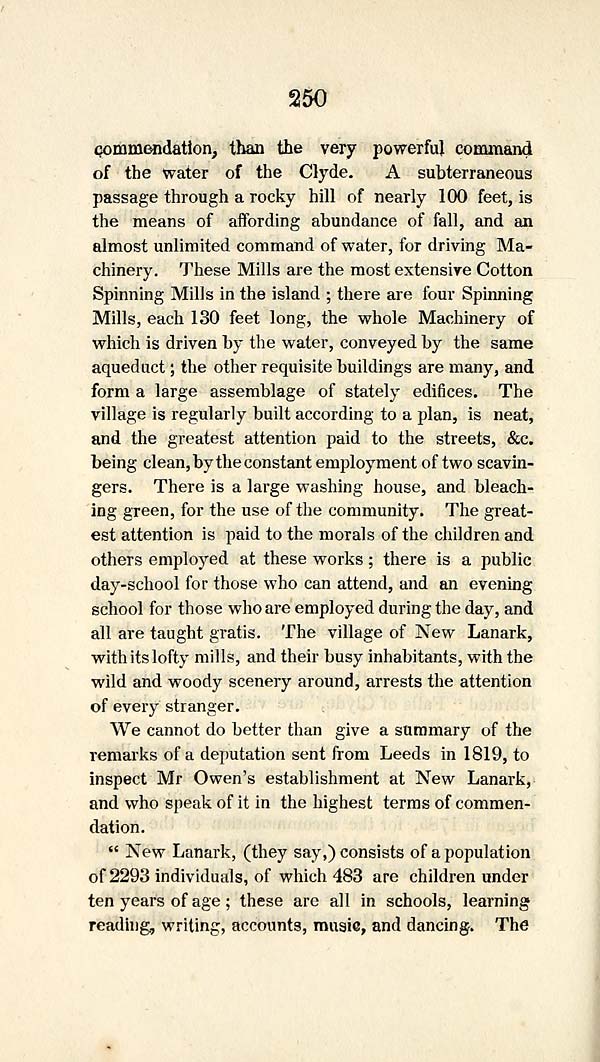 250
commendation, than the very powerful command
of the water of the Clyde. A subterraneous
passage through a rocky hill of nearly 100 feet, is
the means of affording abundance of fall, and an
almost unlimited command of water, for driving Ma-
chinery. These Mills are the most extensive Cotton
Spinning Mills in the island ; there are four Spinning
Mills, each 130 feet long, the whole Machinery of
which is driven by the water, conveyed by the same
aqueduct ; the other requisite buildings are many, and
form a large assemblage of stately edifices. The
village is regularly built according to a plan, is neat,
and the greatest attention paid to the streets, &c.
being clean, by the constant employment of two scavin-
gers. There is a large washing house, and bleach-
ing green, for the use of the community. The great-
est attention is paid to the morals of the children and
others employed at these works ; there is a public
day-school for those who can attend, and an evening
school for those who are employed during the day, and
all are taught gratis. The village of New Lanark,
with its lofty mills, and their busy inhabitants, with the
wild and woody scenery around, arrests the attention
of every stranger.
We cannot do better than give a summary of the
remarks of a deputation sent from Leeds in 1819, to
inspect Mr Owen's establishment at New Lanark,
and who speak of it in the highest terms of commen-
dation.
“ New Lanark, (they say,) consists of a population
of 2293 individuals, of which 483 are children under
ten years of age ; these are all in schools, learning
reading, writing, accounts, music, and dancing. The